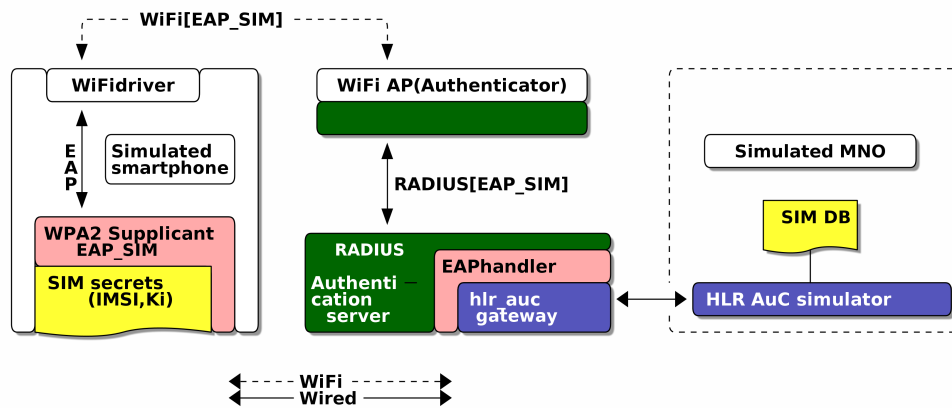 WiFi[EAP_SIM]
WiFidriver
E
A
P
Simulated
smartphone
WPA2 Supplicant
EAP_SIM
SIM secrets
(IMSI,Ki)
WiFi AP(Authenticator)
RADIUS[EAP_SIM]
RADIUS
Authenti—
cation
server
EAPhandler
hlr_auc
gateway
Simulated MNO
SIM DB
HLR AuC simulator
WiFi
Wired